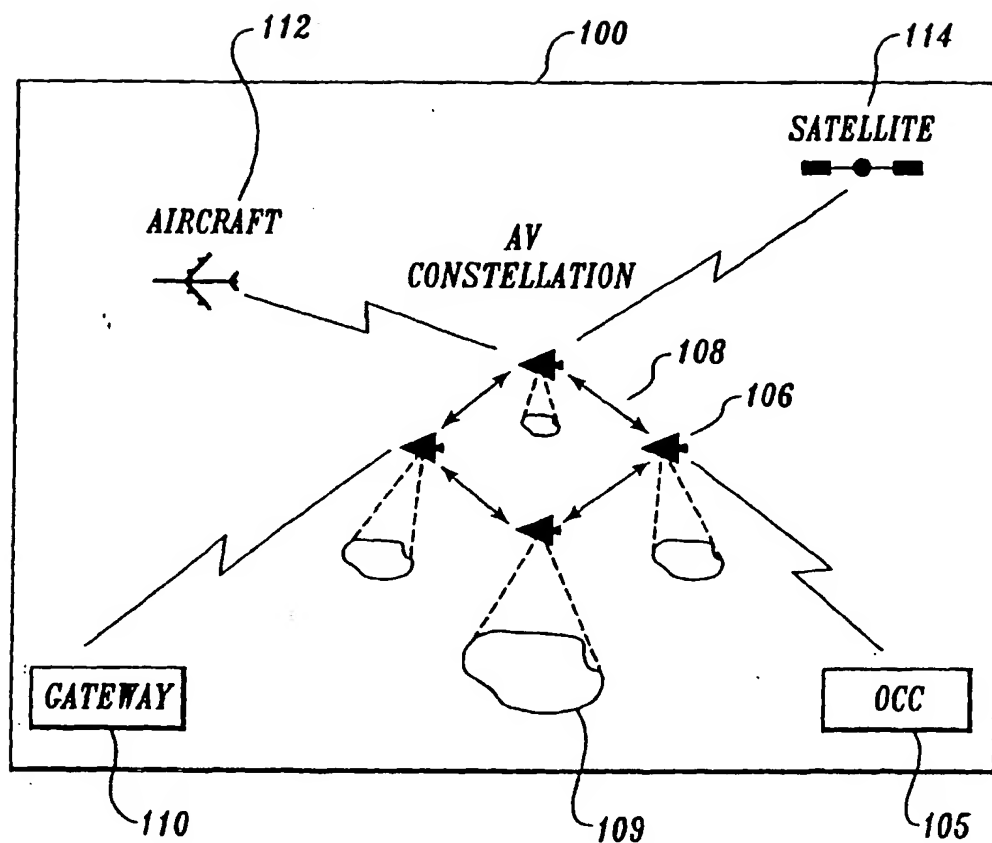 112
100
114
SATELLITE
AIRCRAFT
AV
CONSTELLATION
108
106
GATEWAY
OCC
110
109
105